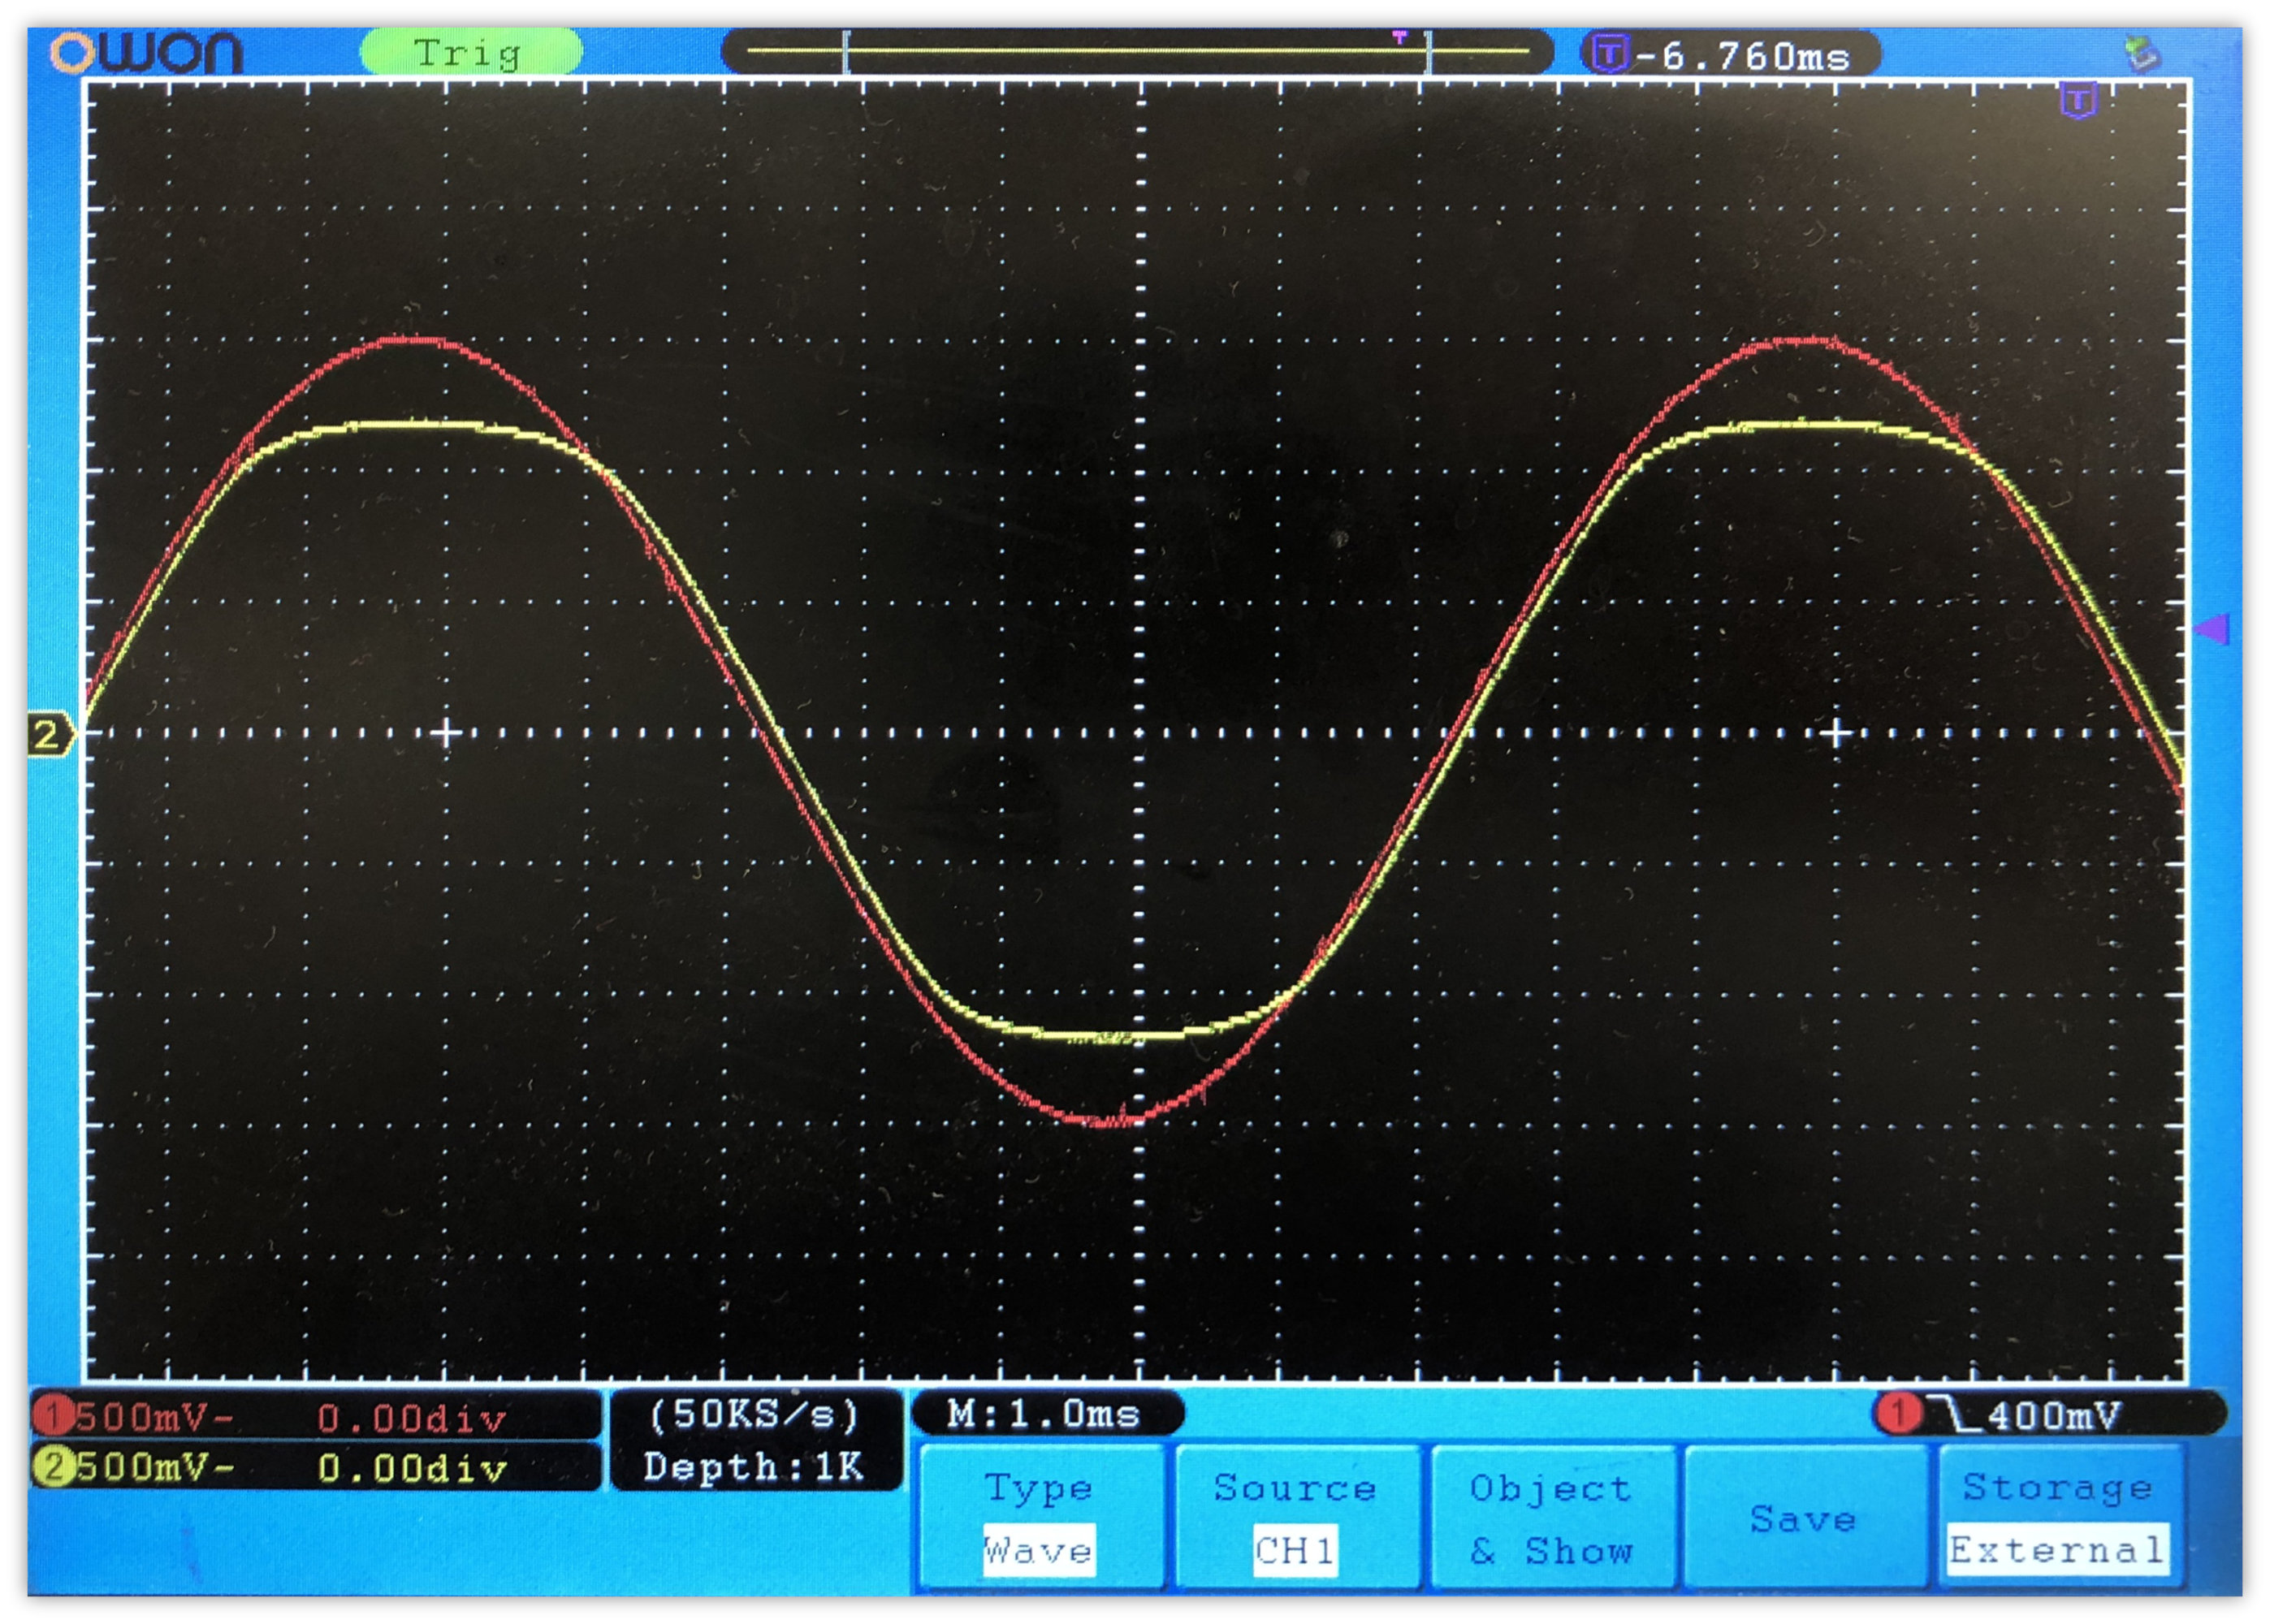 owon Trig T T -6.760ms
T
2
1 500mV- 0.00div (50KS/s) M:1.0ms 1 400mV
2 500mV- 0.00div Depth:1K
Type Source Object Save Storage
Wave CH1 & Show External